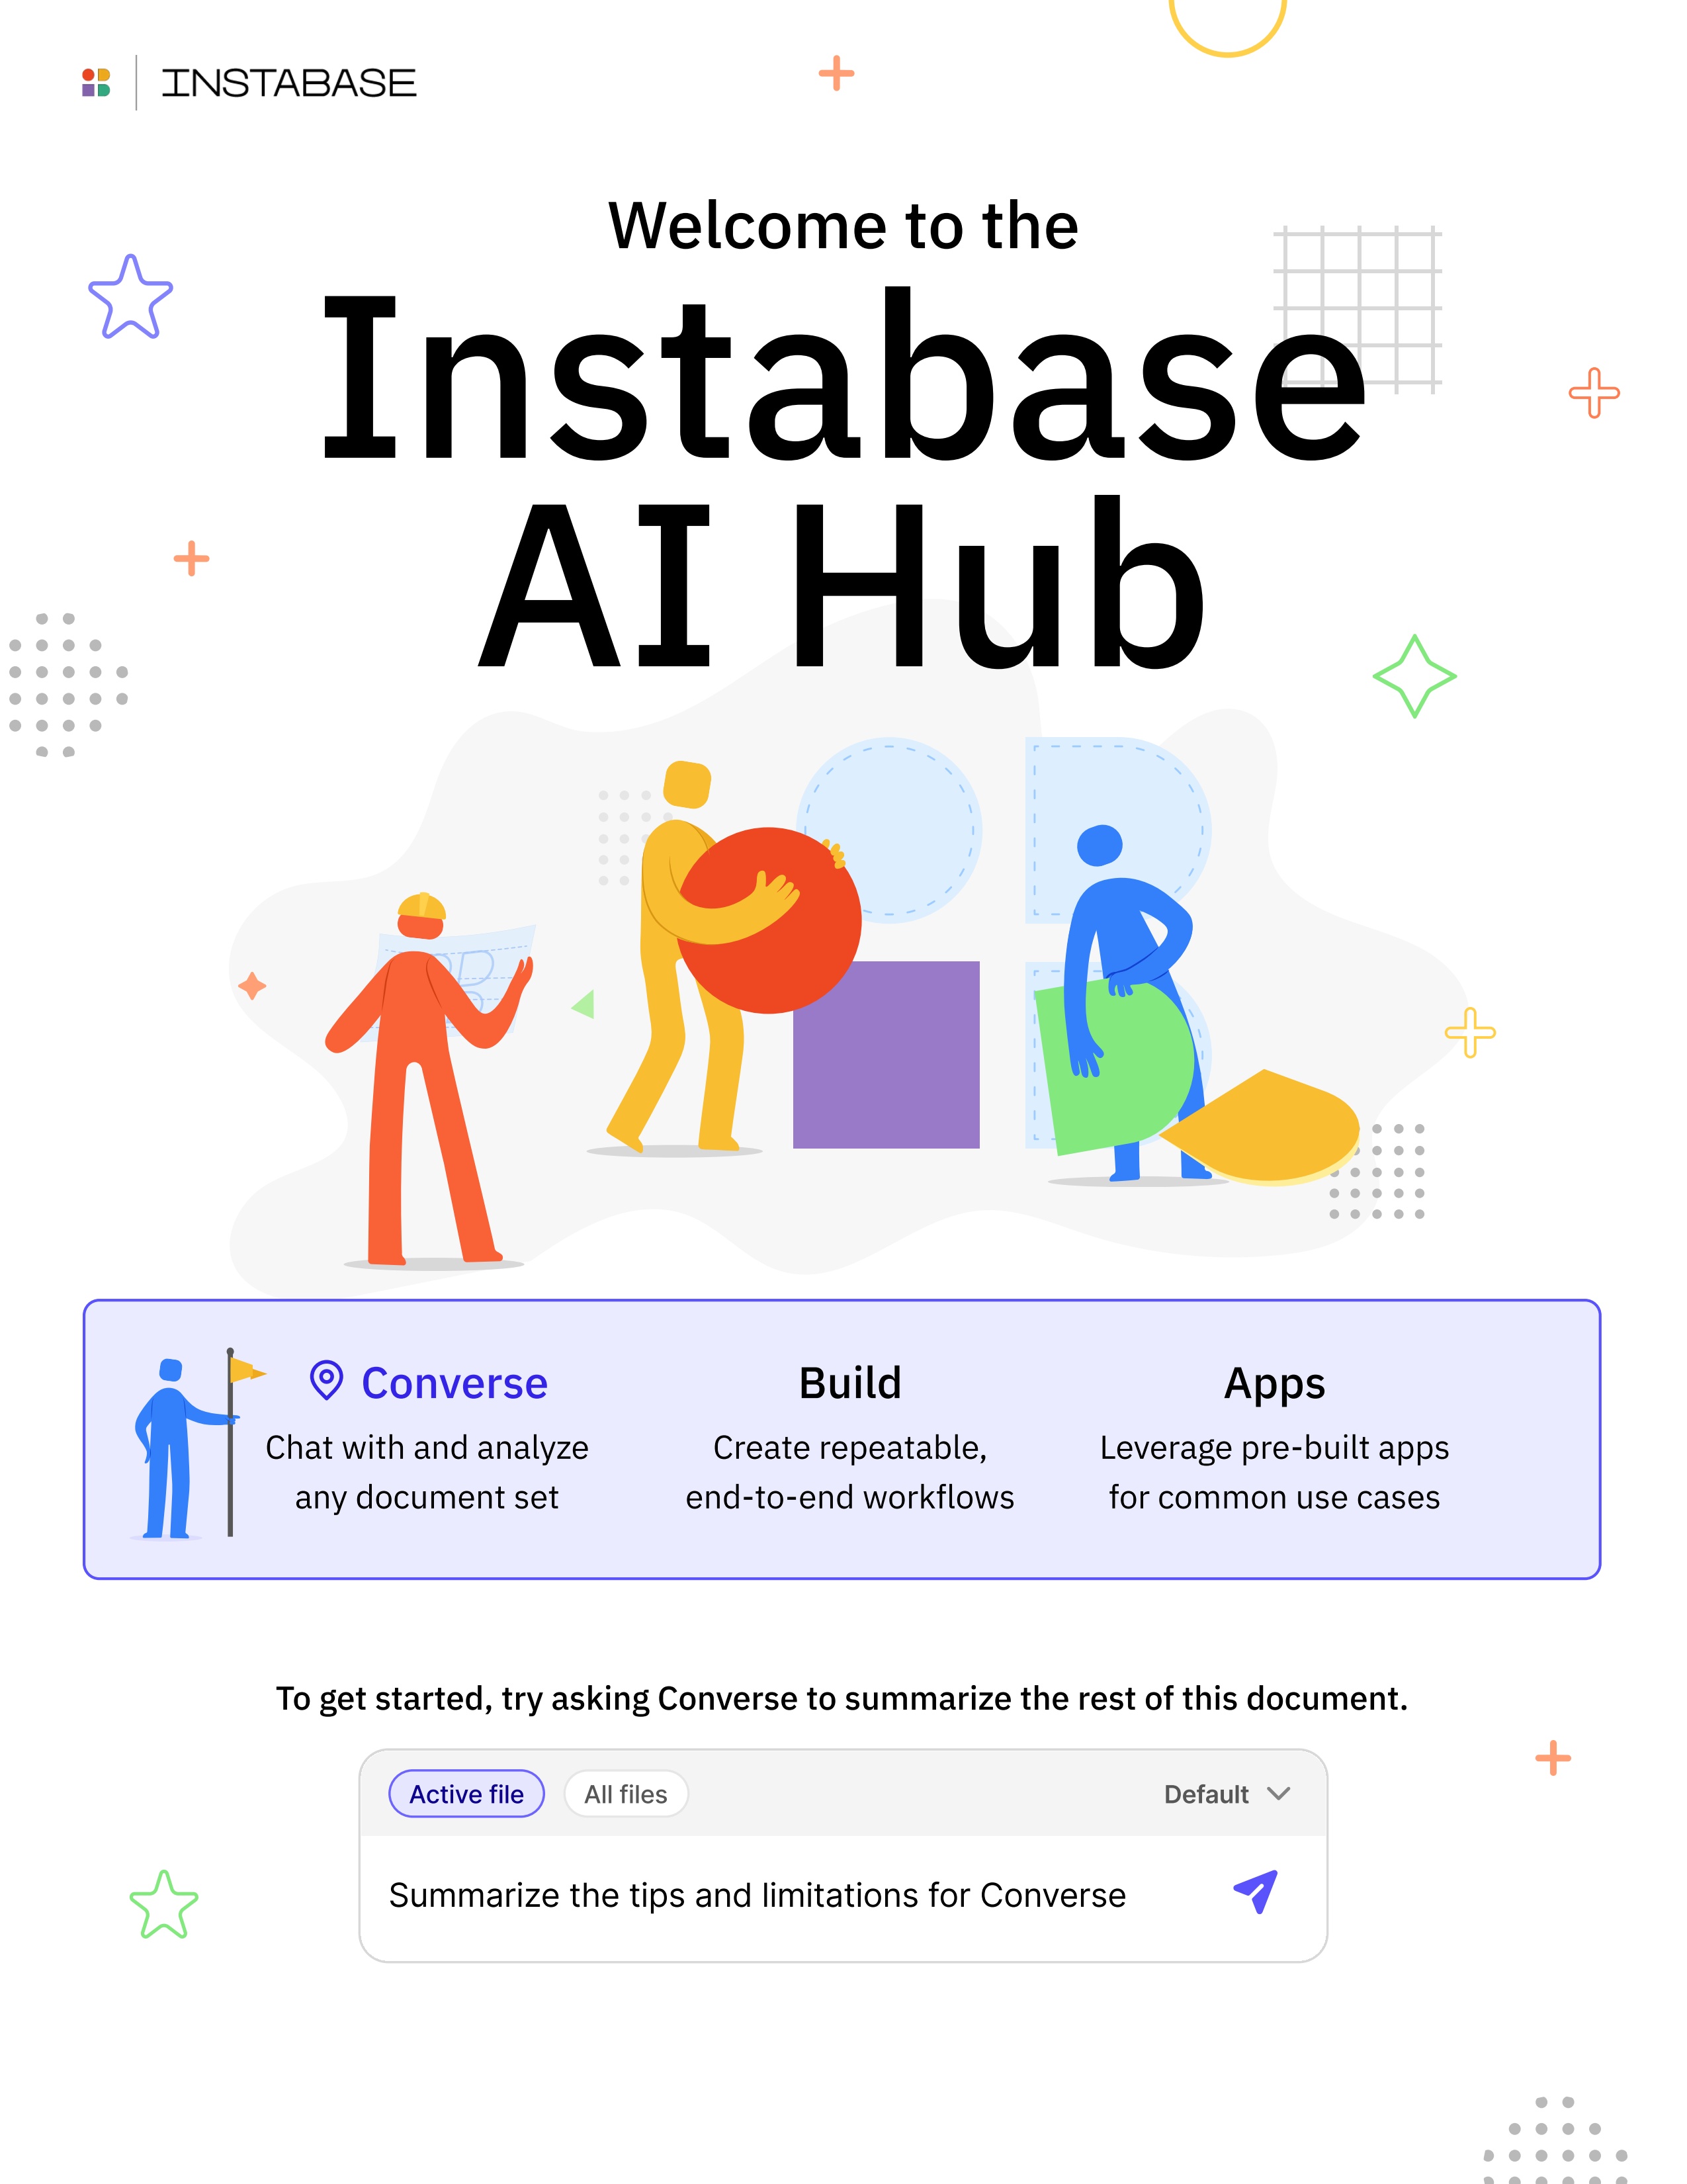 INSTABASE
Welcome to the
Instabase
AI Hub
Converse
Chat with and analyze
any document set
Build
Create repeatable,
end-to-end workflows
Apps
Leverage pre-built apps
for common use cases
To get started, try asking Converse to summarize the rest of this document.
Active file
All files
Default
Summarize the tips and limitations for Converse